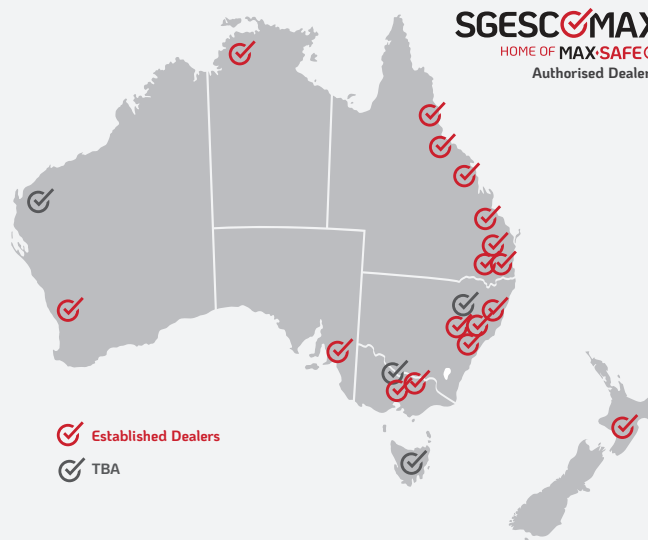 SGESCOMAX
HOME OF MAX-SAFE
Authorised Dealer
Established Dealers
TBA